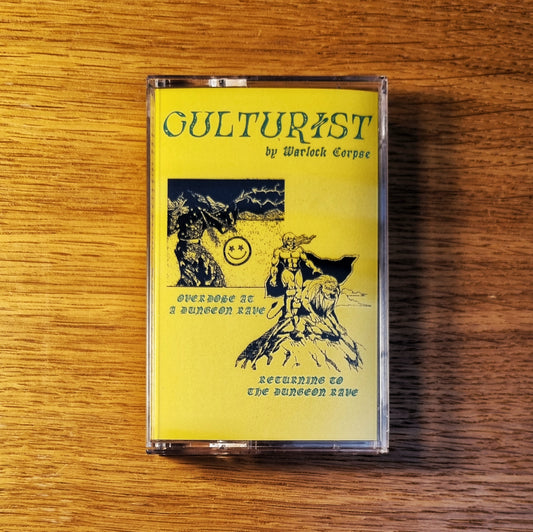 CULTURIST
by Warlock Corpse
OVERDOSE AT
A DUNGEON RAVE
RETURNING TO
THE DUNGEON RAVE